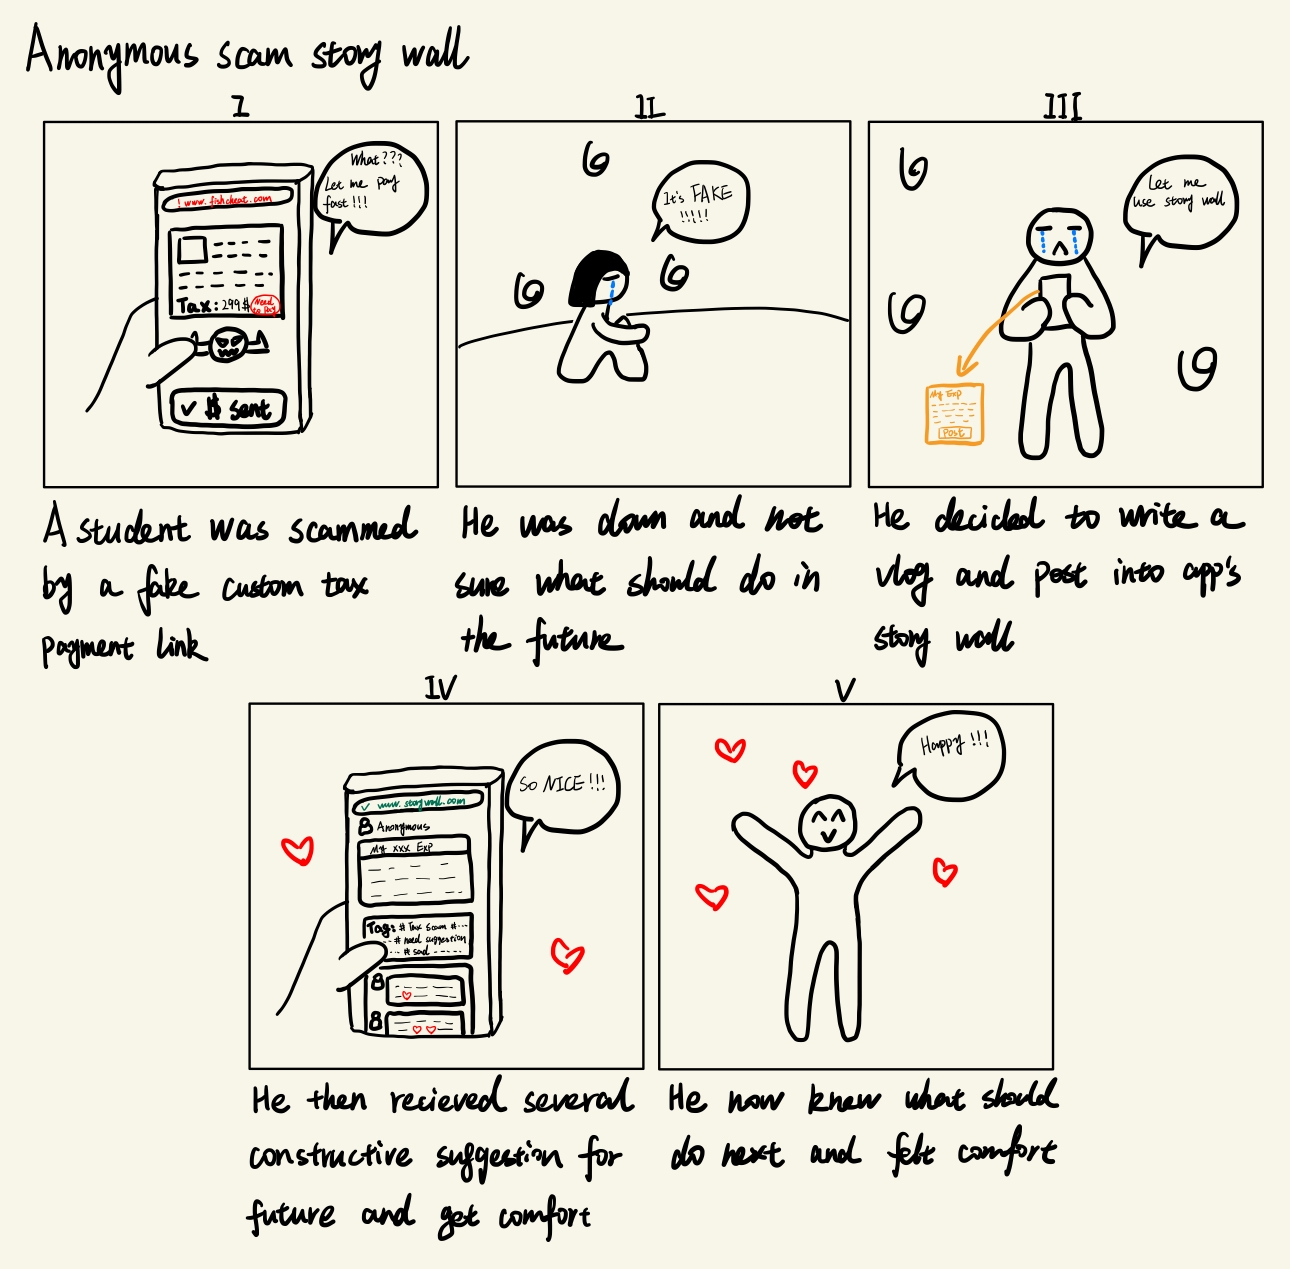 Anonymous scam story wall
I
What???
Let me pay
fast!!!
! www.fishcheat.com
Tax: 299$
Need
to pay
✓ $ sent
A student was scammed
by a fake custom tax
payment link
II
It's FAKE
!!!!!
He was down and not
sure what should do in
the future
III
Let me
use story wall
My Exp
Post
He decided to write a
vlog and post into app's
story wall
IV
So NICE!!!
✓ www.storywall.com
Anonymous
My xxx Exp
Tag: # Tax scam #
# need suggestion
# sad
He then recieved several
constructive suggestion for
future and get comfort
V
Happy!!!
He now knew what should
do next and felt comfort